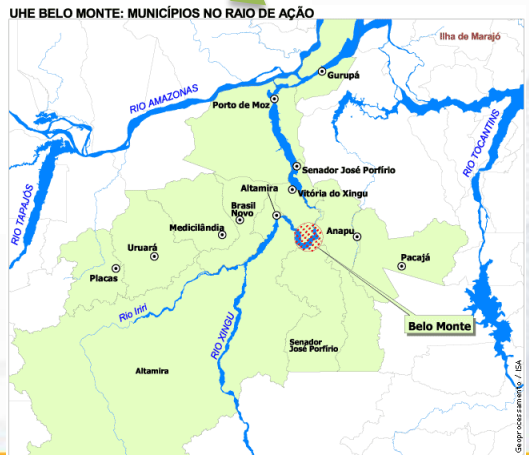 UHE BELO MONTE: MUNICÍPIOS NO RAIO DE AÇÃO
Ilha de Marajó
Gurupá
RIO AMAZONAS
Porto de Moz
RIO TOCANTINS
Senador José Porfírio
RIO TAPAJÓS
Altamira
Vitória do Xingu
Brasil
Novo
Medicilândia
Anapu
Uruará
Pacajá
Placas
Rio Iriri
RIO XINGU
Belo Monte
Senador
José Porfírio
Altamira
Geoprocessamento / ISA